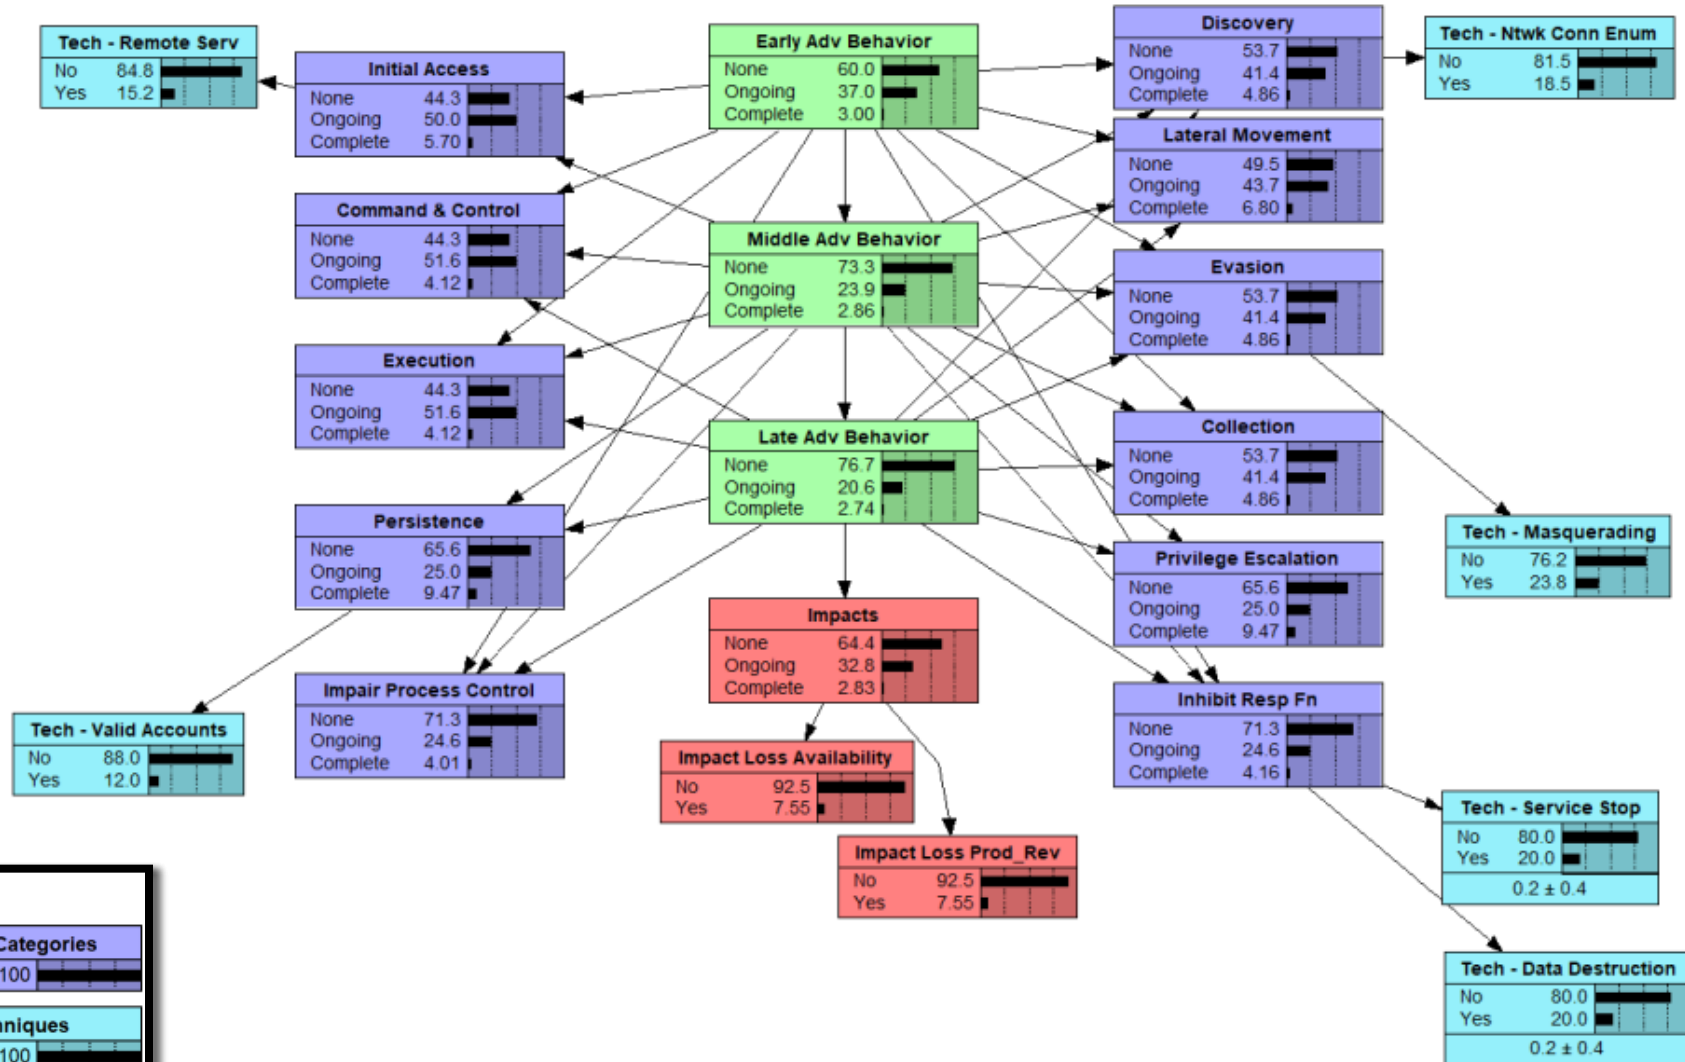 Tech - Remote Serv
No 84.8
Yes 15.2
Initial Access
None 44.3
Ongoing 50.0
Complete 5.70
Early Adv Behavior
None 60.0
Ongoing 37.0
Complete 3.00
Discovery
None 53.7
Ongoing 41.4
Complete 4.86
Tech - Ntwk Conn Enum
No 81.5
Yes 18.5
Lateral Movement
None 49.5
Ongoing 43.7
Complete 6.80
Command & Control
None 44.3
Ongoing 51.6
Complete 4.12
Middle Adv Behavior
None 73.3
Ongoing 23.9
Complete 2.86
Evasion
None 53.7
Ongoing 41.4
Complete 4.86
Execution
None 44.3
Ongoing 51.6
Complete 4.12
Late Adv Behavior
None 76.7
Ongoing 20.6
Complete 2.74
Collection
None 53.7
Ongoing 41.4
Complete 4.86
Persistence
None 65.6
Ongoing 25.0
Complete 9.47
Tech - Masquerading
No 76.2
Yes 23.8
Privilege Escalation
None 65.6
Ongoing 25.0
Complete 9.47
Impacts
None 64.4
Ongoing 32.8
Complete 2.83
Impair Process Control
None 71.3
Ongoing 24.6
Complete 4.01
Inhibit Resp Fn
None 71.3
Ongoing 24.6
Complete 4.16
Tech - Valid Accounts
No 88.0
Yes 12.0
Impact Loss Availability
No 92.5
Yes 7.55
Tech - Service Stop
No 80.0
Yes 20.0
0.2 ± 0.4
Impact Loss Prod_Rev
No 92.5
Yes 7.55
Categories
100
Tech - Data Destruction
No 80.0
Yes 20.0
0.2 ± 0.4
niques
100